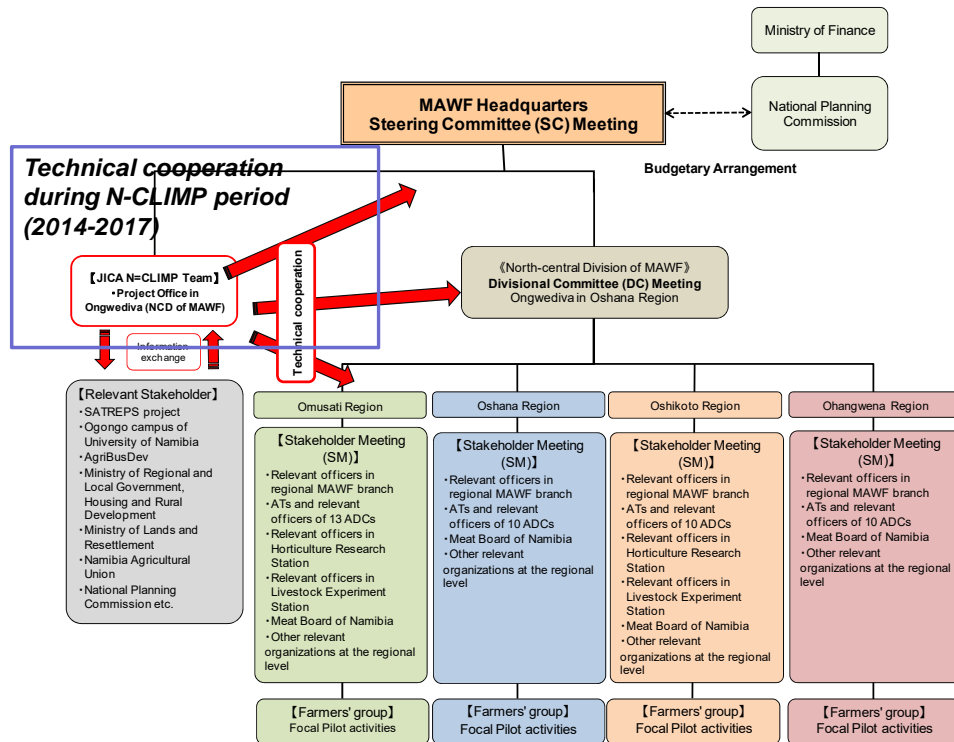 Ministry of Finance
National Planning
Commission
MAWF Headquarters
Steering Committee (SC) Meeting
Budgetary Arrangement
Technical cooperation
during N-CLIMP period
(2014-2017)
【JICA N=CLIMP Team】
・Project Office in
Ongwediva (NCD of MAWF)
Technical cooperation
《North-central Division of MAWF》
Divisional Committee (DC) Meeting
Ongwediva in Oshana Region
Information
exchange
【Relevant Stakeholder】
・SATREPS project
・Ogongo campus of
University of Namibia
・AgriBusDev
・Ministry of Regional and
Local Government,
Housing and Rural
Development
・Ministry of Lands and
Resettlement
・Namibia Agricultural
Union
・National Planning
Commission etc.
Omusati Region
【Stakeholder Meeting
(SM)】
・Relevant officers in
regional MAWF branch
・ATs and relevant
officers of 13 ADCs
・Relevant officers in
Horticulture Research
Station
・Relevant officers in
Livestock Experiment
Station
・Meat Board of Namibia
・Other relevant
organizations at the regional
level
【Farmers' group】
Focal Pilot activities
Oshana Region
【Stakeholder Meeting
(SM)】
・Relevant officers in
regional MAWF branch
・ATs and relevant
officers of 10 ADCs
・Meat Board of Namibia
・Other relevant
organizations at the regional
level
【Farmers' group】
Focal Pilot activities
Oshikoto Region
【Stakeholder Meeting
(SM)】
・Relevant officers in
regional MAWF branch
・ATs and relevant
officers of 10 ADCs
・Relevant officers in
Horticulture Research
Station
・Relevant officers in
Livestock Experiment
Station
・Meat Board of Namibia
・Other relevant
organizations at the regional
level
【Farmers' group】
Focal Pilot activities
Ohangwena Region
【Stakeholder Meeting
(SM)】
・Relevant officers in
regional MAWF branch
・ATs and relevant
officers of 10 ADCs
・Meat Board of Namibia
・Other relevant
organizations at the regional
level
【Farmers' group】
Focal Pilot activities